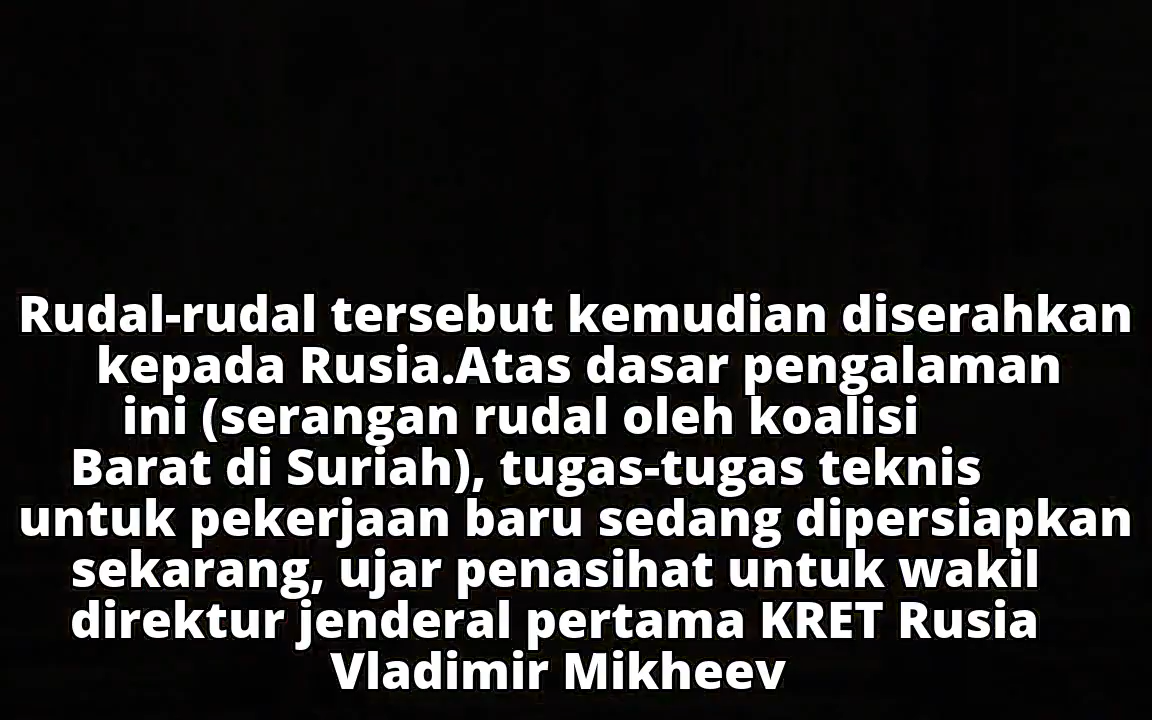 Rudal-rudal tersebut kemudian diserahkan
kepada Rusia.Atas dasar pengalaman
ini (serangan rudal oleh koalisi
Barat di Suriah), tugas-tugas teknis
untuk pekerjaan baru sedang dipersiapkan
sekarang, ujar penasihat untuk wakil
direktur jenderal pertama KRET Rusia
Vladimir Mikheev